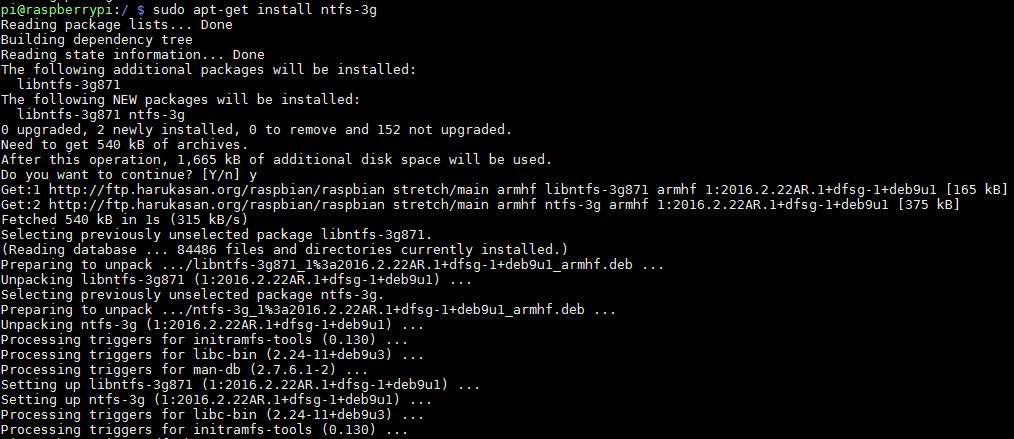 pi@raspberrypi:/ $ sudo apt-get install ntfs-3g
Reading package lists... Done
Building dependency tree
Reading state information... Done
The following additional packages will be installed:
  libntfs-3g871
The following NEW packages will be installed:
  libntfs-3g871 ntfs-3g
0 upgraded, 2 newly installed, 0 to remove and 152 not upgraded.
Need to get 540 kB of archives.
After this operation, 1,665 kB of additional disk space will be used.
Do you want to continue? [Y/n] y
Get:1 http://ftp.harukasan.org/raspbian/raspbian stretch/main armhf libntfs-3g871 armhf 1:2016.2.22AR.1+dfsg-1+deb9u1 [165 kB]
Get:2 http://ftp.harukasan.org/raspbian/raspbian stretch/main armhf ntfs-3g armhf 1:2016.2.22AR.1+dfsg-1+deb9u1 [375 kB]
Fetched 540 kB in 1s (315 kB/s)
Selecting previously unselected package libntfs-3g871.
(Reading database ... 84486 files and directories currently installed.)
Preparing to unpack .../libntfs-3g871_1%3a2016.2.22AR.1+dfsg-1+deb9u1_armhf.deb ...
Unpacking libntfs-3g871 (1:2016.2.22AR.1+dfsg-1+deb9u1) ...
Selecting previously unselected package ntfs-3g.
Preparing to unpack .../ntfs-3g_1%3a2016.2.22AR.1+dfsg-1+deb9u1_armhf.deb ...
Unpacking ntfs-3g (1:2016.2.22AR.1+dfsg-1+deb9u1) ...
Processing triggers for initramfs-tools (0.130) ...
Processing triggers for libc-bin (2.24-11+deb9u3) ...
Processing triggers for man-db (2.7.6.1-2) ...
Setting up libntfs-3g871 (1:2016.2.22AR.1+dfsg-1+deb9u1) ...
Setting up ntfs-3g (1:2016.2.22AR.1+dfsg-1+deb9u1) ...
Processing triggers for libc-bin (2.24-11+deb9u3) ...
Processing triggers for initramfs-tools (0.130) ...